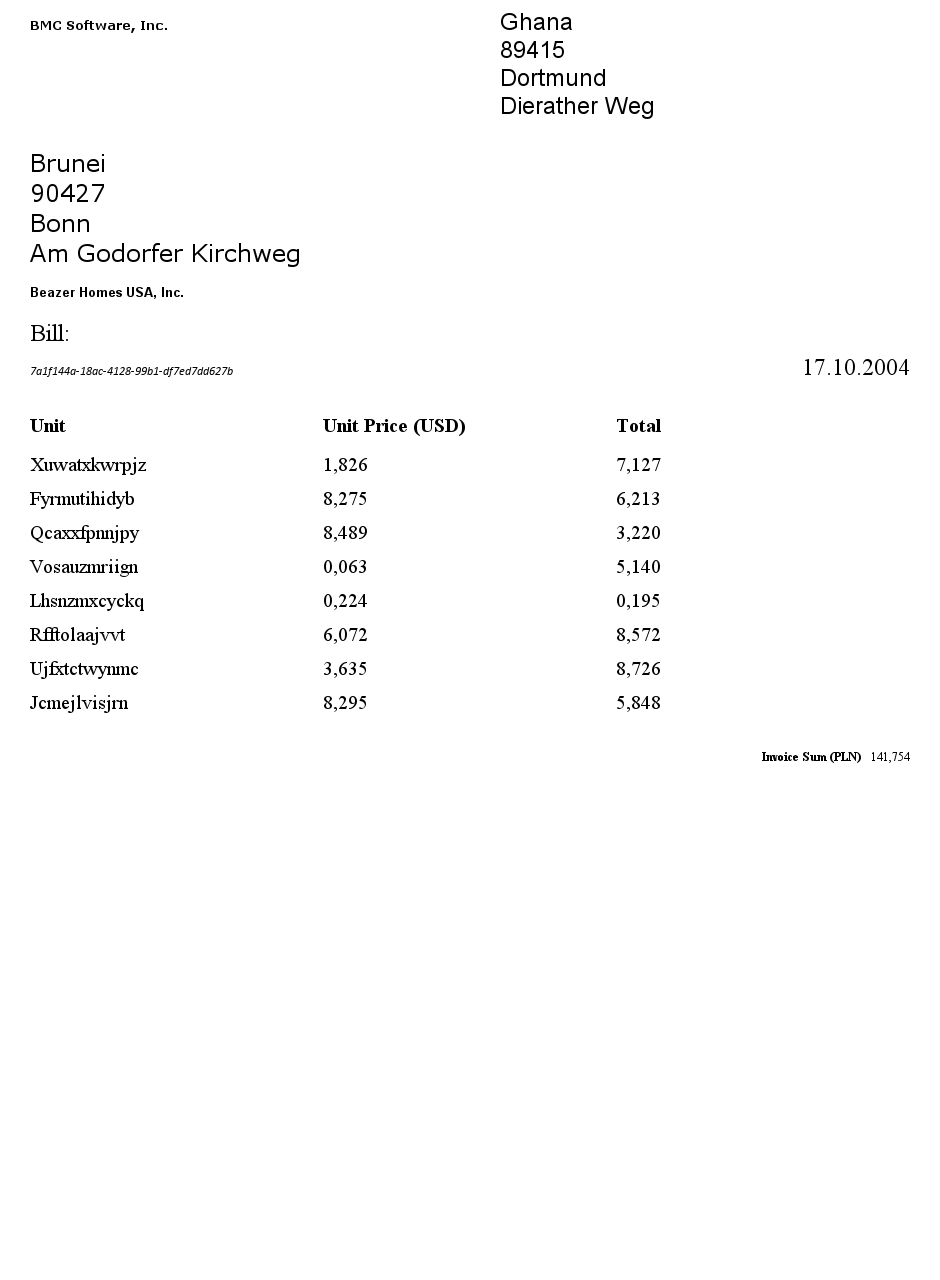 BMC Software, Inc.
Ghana
89415
Dortmund
Dierather Weg
Brunei
90427
Bonn
Am Godorfer Kirchweg
Beazer Homes USA, Inc.
Bill:
7a1f144a-18ac-4128-99b1-df7ed7dd627b
17.10.2004
Unit Unit Price (USD) Total
Xuwatxkwrpjz 1,826 7,127
Fyrmutihidyb 8,275 6,213
Qcaxxfpnnjpy 8,489 3,220
Vosauzmriign 0,063 5,140
Lhsnzmxcyckq 0,224 0,195
Rfftolaajvvt 6,072 8,572
Ujfxtctwynmc 3,635 8,726
Jcmejlvisjrn 8,295 5,848
Invoice Sum (PLN) 141,754